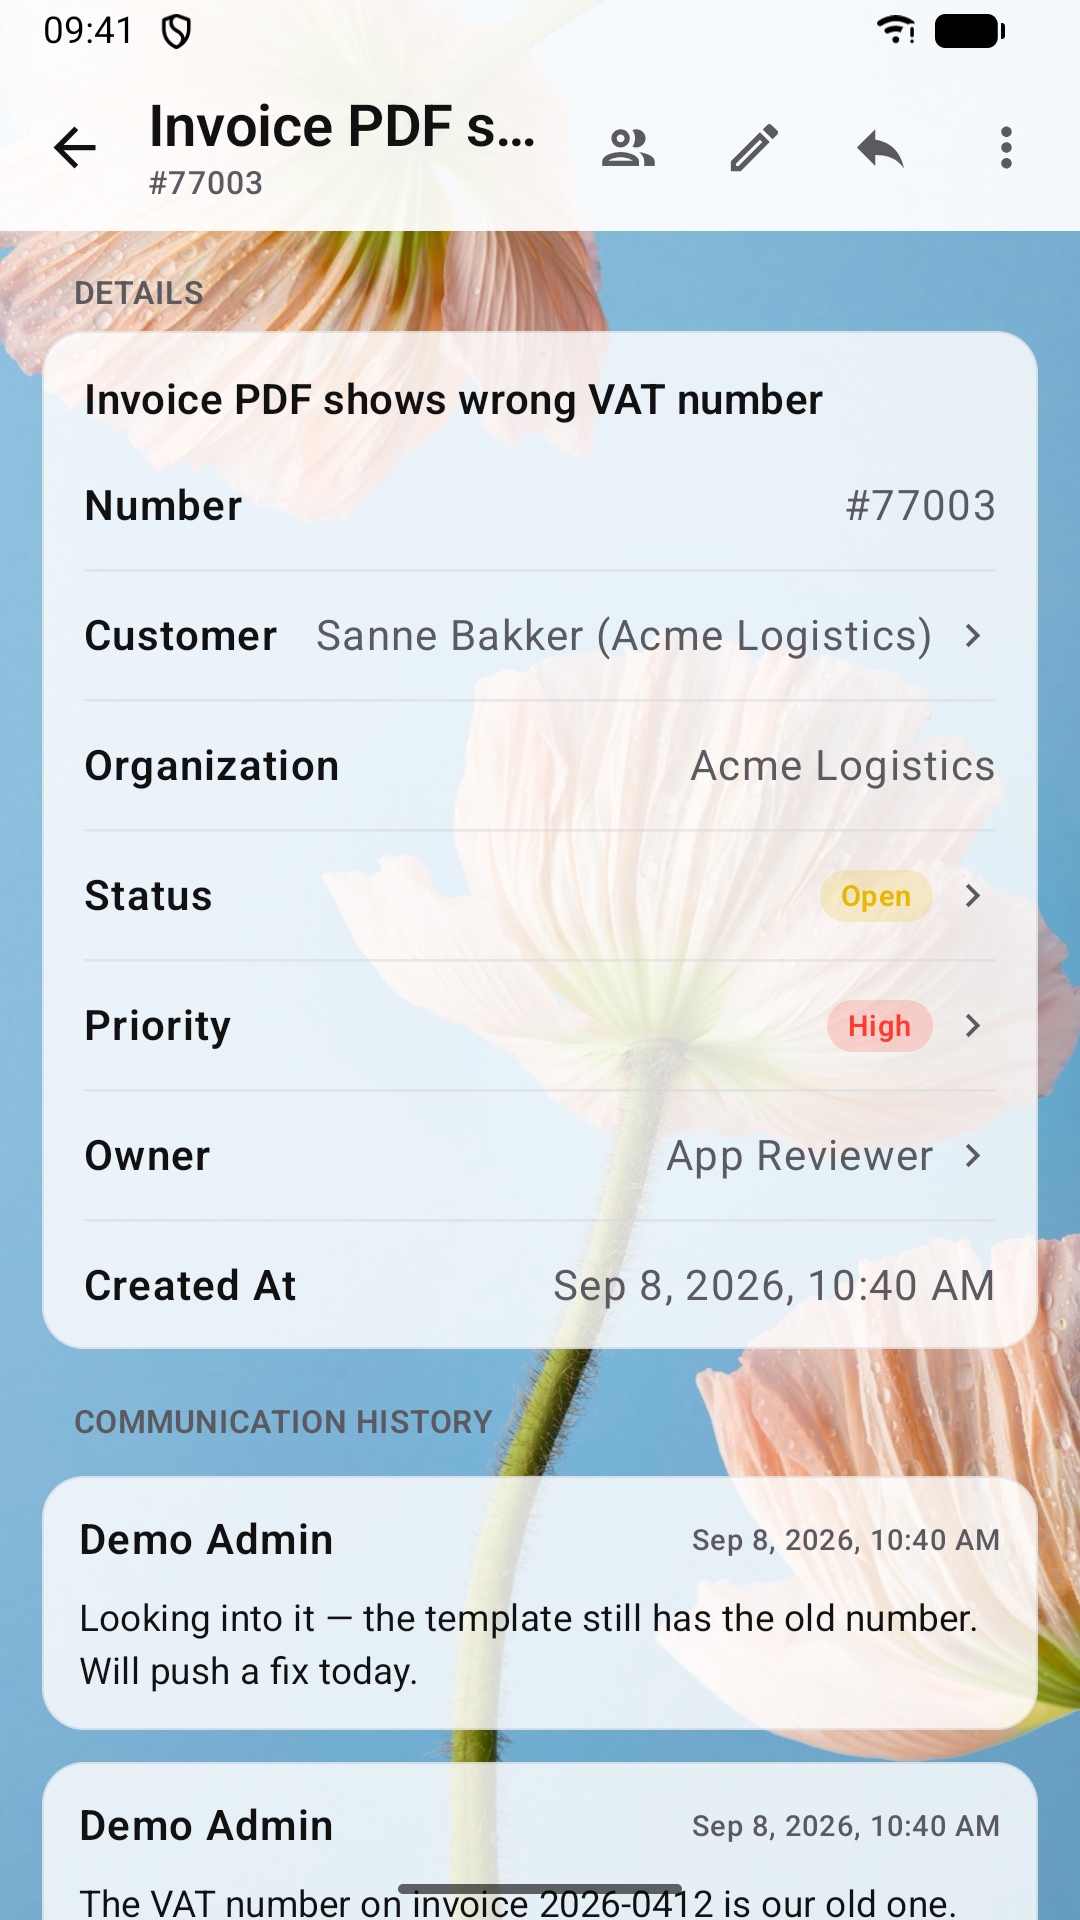 09:41
Invoice PDF s...
#77003
DETAILS
Invoice PDF shows wrong VAT number
Number #77003
Customer Sanne Bakker (Acme Logistics)
Organization Acme Logistics
Status Open
Priority High
Owner App Reviewer
Created At Sep 8, 2026, 10:40 AM
COMMUNICATION HISTORY
Demo Admin Sep 8, 2026, 10:40 AM
Looking into it — the template still has the old number.
Will push a fix today.
Demo Admin Sep 8, 2026, 10:40 AM
The VAT number on invoice 2026-0412 is our old one.